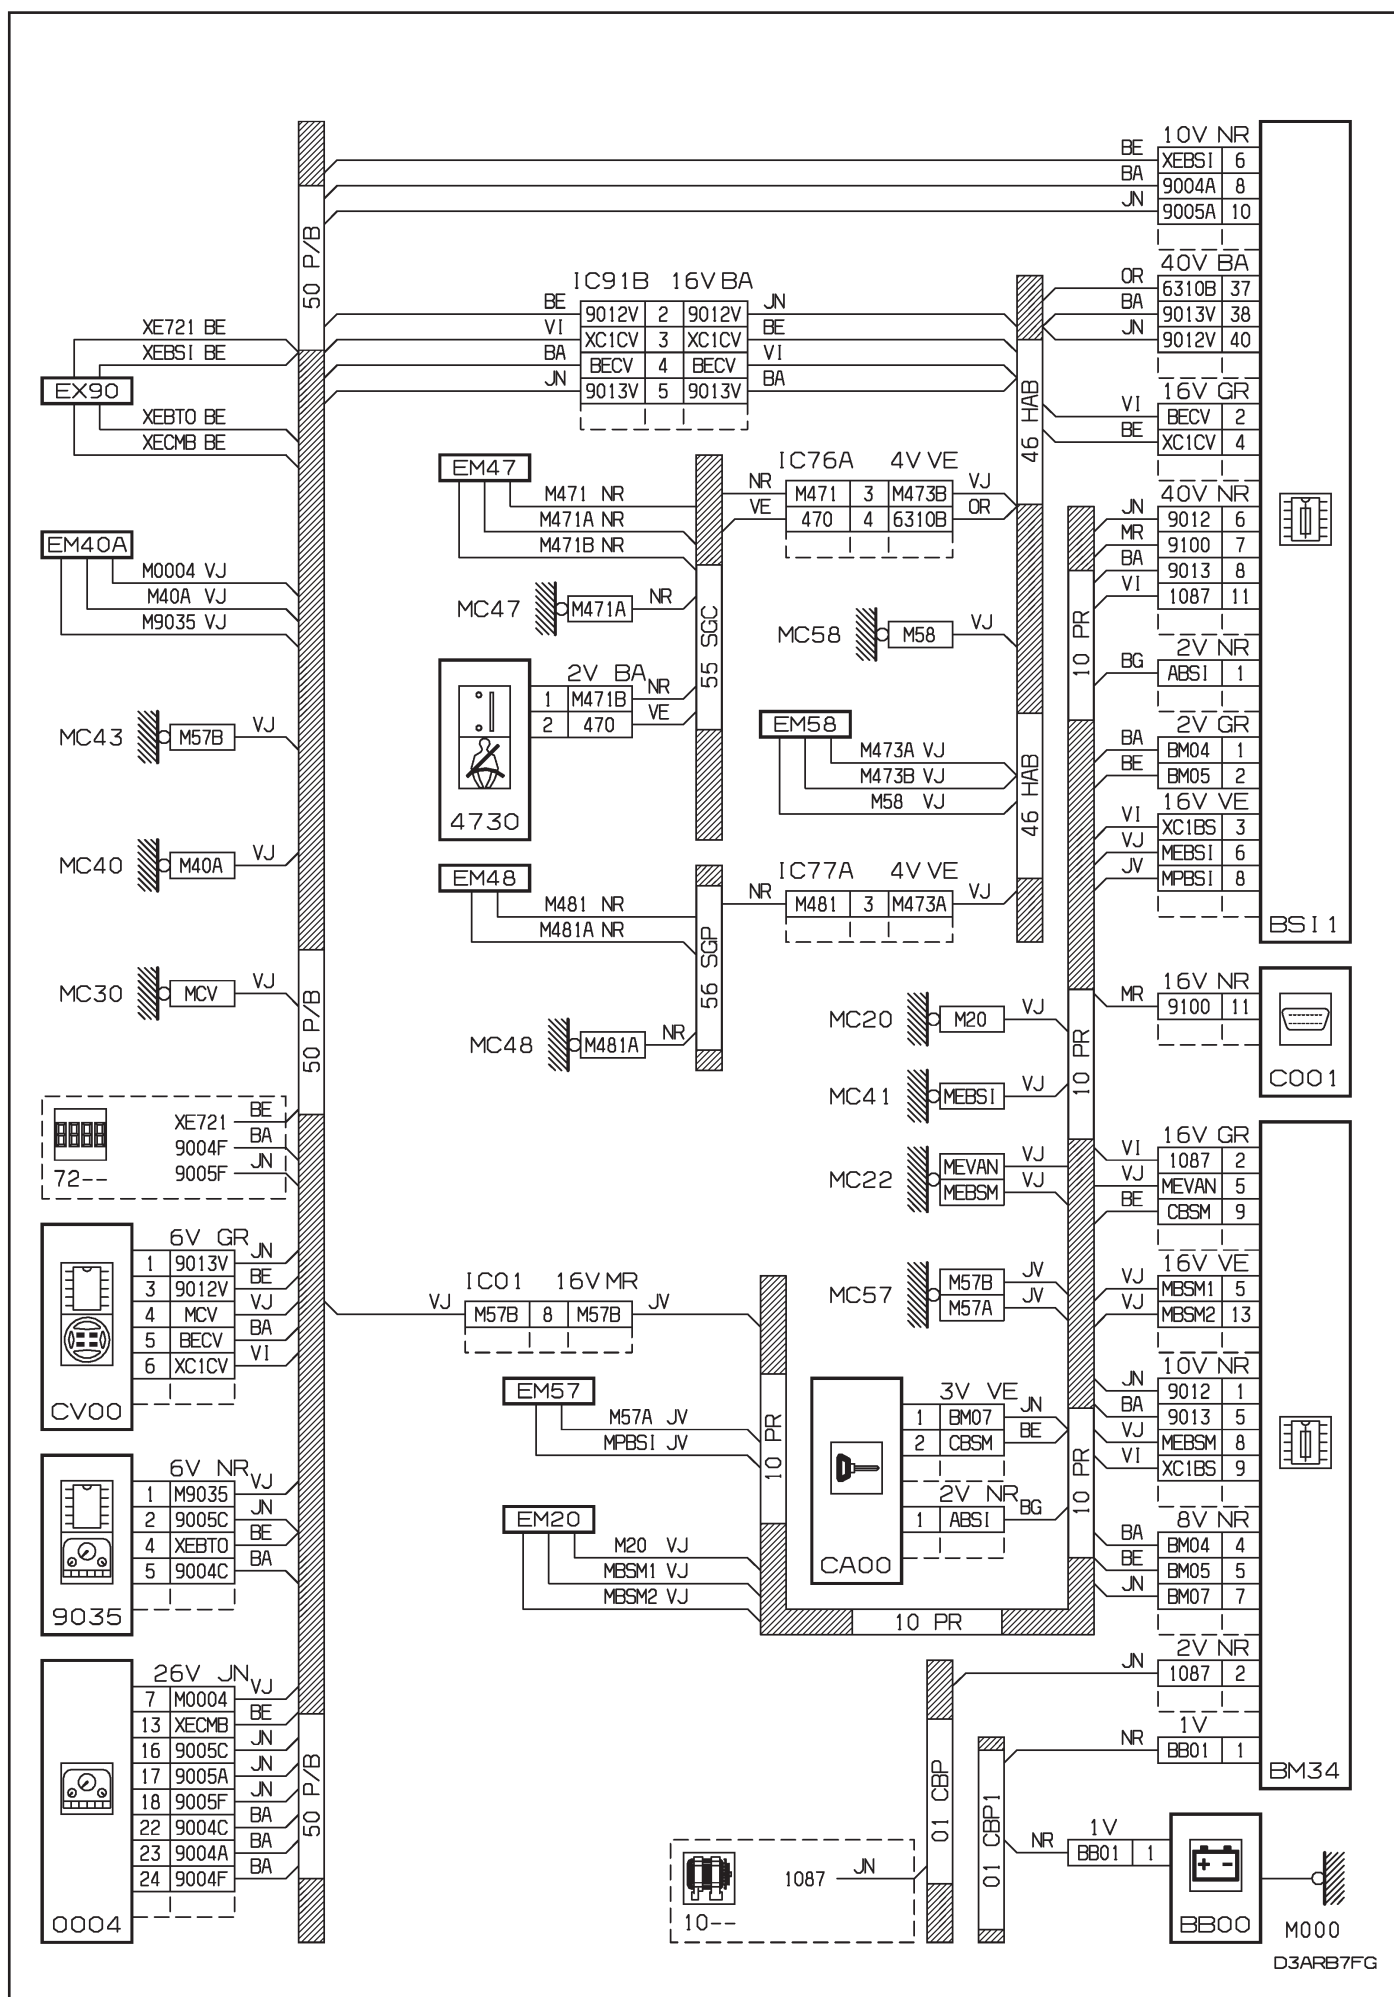 10V NR
BE XEBSI 6
BA 9004A 8
JN 9005A 10
50 P/B
40V BA
OR 6310B 37
BA 9013V 38
JN 9012V 40
IC91B 16V BA
BE 9012V 2 9012V JN
VI XC1CV 3 XC1CV BE
BA BECV 4 BECV VI
JN 9013V 5 9013V BA
XE721 BE
XEBSI BE
EX90
XEBTO BE
XECMB BE
46 HAB
16V GR
VI BECV 2
BE XC1CV 4
EM47
M471 NR
M471A NR
M471B NR
IC76A 4V VE
NR M471 3 M473B VJ
VE 470 4 6310B OR
40V NR
JN 9012 6
MR 9100 7
BA 9013 8
VI 1087 11
EM40A
M0004 VJ
M40A VJ
M9035 VJ
MC47 M471A NR
55 SGC
MC58 M58 VJ
10 PR
2V NR
BG ABSI 1
2V BA
1 M471B NR
2 470 VE
4730
MC43 M57B VJ
EM58
M473A VJ
M473B VJ
M58 VJ
46 HAB
2V GR
BA BM04 1
BE BM05 2
16V VE
VI XC1BS 3
VJ MEBSI 6
JV MPBSI 8
BSI1
MC40 M40A VJ
EM48
M481 NR
M481A NR
56 SGP
IC77A 4V VE
NR M481 3 M473A VJ
MC30 MCV VJ
50 P/B
MC48 M481A NR
MC20 M20 VJ
10 PR
16V NR
MR 9100 11
C001
MC41 MEBSI VJ
XE721 BE
9004F BA
9005F JN
72--
MC22 MEVAN VJ
MEBSM VJ
16V GR
VI 1087 2
VJ MEVAN 5
BE CBSM 9
6V GR
1 9013V JN
3 9012V BE
4 MCV VJ
5 BECV BA
6 XC1CV VI
CV00
IC01 16V MR
VJ M57B 8 M57B JV
MC57 M57B JV
M57A JV
16V VE
VJ MBSM1 5
VJ MBSM2 13
EM57
M57A JV
MPBSI JV
10 PR
3V VE
1 BM07 JN
2 CBSM BE
2V NR
1 ABSI BG
CA00
10 PR
10V NR
JN 9012 1
BA 9013 5
VJ MEBSM 8
VI XC1BS 9
6V NR
1 M9035 VJ
2 9005C JN
4 XEBTO BE
5 9004C BA
9035
EM20
M20 VJ
MBSM1 VJ
MBSM2 VJ
10 PR
8V NR
BA BM04 4
BE BM05 5
JN BM07 7
2V NR
JN 1087 2
26V JN
7 M0004 VJ
13 XECMB BE
16 9005C JN
17 9005A JN
18 9005F JN
22 9004C BA
23 9004A BA
24 9004F BA
0004
50 P/B
1V
NR BB01 1
BM34
01 CBP
01 CBP1
1087 JN
10--
1V
NR BB01 1
BB00
M000
D3ARB7FG